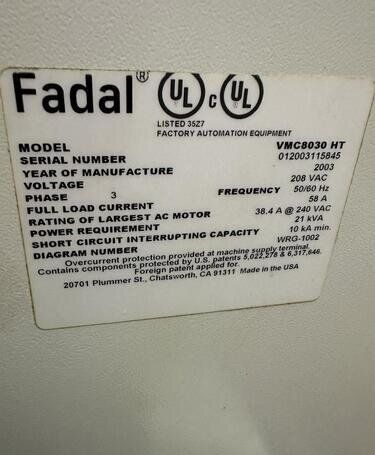 Fadal® UL c UL
LISTED 35Z7
FACTORY AUTOMATION EQUIPMENT
MODEL VMC8030 HT
SERIAL NUMBER 012003115845
YEAR OF MANUFACTURE 2003
VOLTAGE 208 VAC
PHASE 3 FREQUENCY 50/60 Hz
FULL LOAD CURRENT 58 A
RATING OF LARGEST AC MOTOR 38.4 A @ 240 VAC
POWER REQUIREMENT 21 kVA
SHORT CIRCUIT INTERRUPTING CAPACITY 10 kA min.
DIAGRAM NUMBER WRG-1002
Overcurrent protection provided at machine supply terminal.
Contains components protected by U.S. patents 5,022,278 & 6,317,646.
Foreign patent applied for.
20701 Plummer St., Chatsworth, CA 91311 Made in the USA